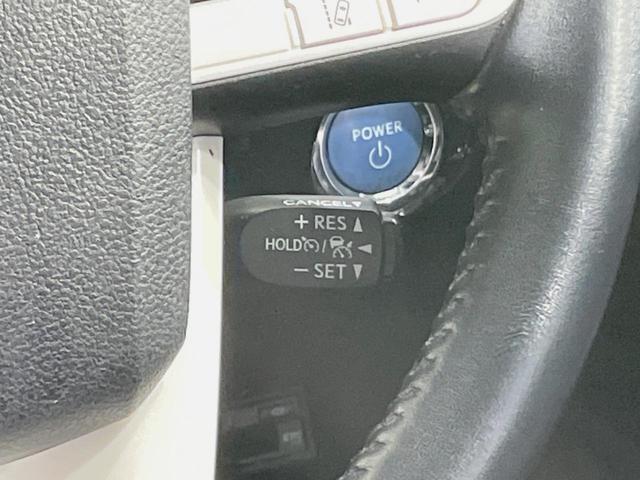 POWER
CANCEL▼
+ RES ▲
HOLD / ◄
− SET ▼